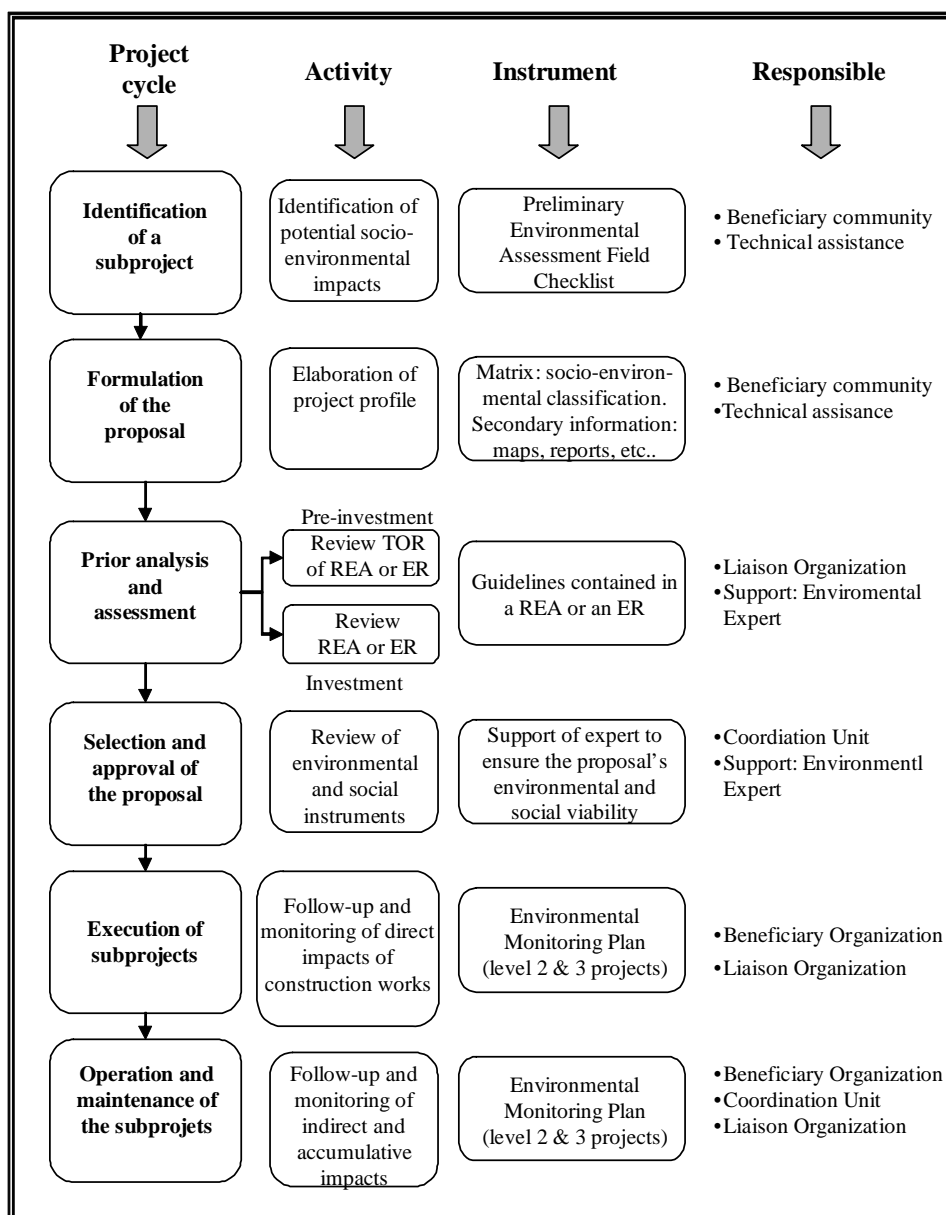 Project
cycle
Activity
Instrument
Responsible
Identification
of a
subproject
Identification of
potential socio-
environmental
impacts
Preliminary
Environmental
Assessment Field
Checklist
• Beneficiary community
• Technical assistance
Formulation
of the
proposal
Elaboration of
project profile
Matrix: socio-environ-
mental classification.
Secondary information:
maps, reports, etc..
• Beneficiary community
•Technical assisance
Prior analysis
and
assessment
Pre-investment
Review TOR
of REA or ER
Review
REA or ER
Investment
Guidelines contained in
a REA or an ER
•Liaison Organization
•Support: Enviromental
Expert
Selection and
approval of
the proposal
Review of
environmental
and social
instruments
Support of expert to
ensure the proposal’s
environmental and
social viability
•Coordiation Unit
•Support: Environmentl
Expert
Execution of
subprojects
Follow-up and
monitoring of direct
impacts of
construction works
Environmental
Monitoring Plan
(level 2 & 3 projects)
•Beneficiary Organization
•Liaison Organization
Operation and
maintenance of
the subprojets
Follow-up and
monitoring of
indirect and
accumulative
impacts
Environmental
Monitoring Plan
(level 2 & 3 projects)
•Beneficiary Organization
•Coordination Unit
•Liaison Organization